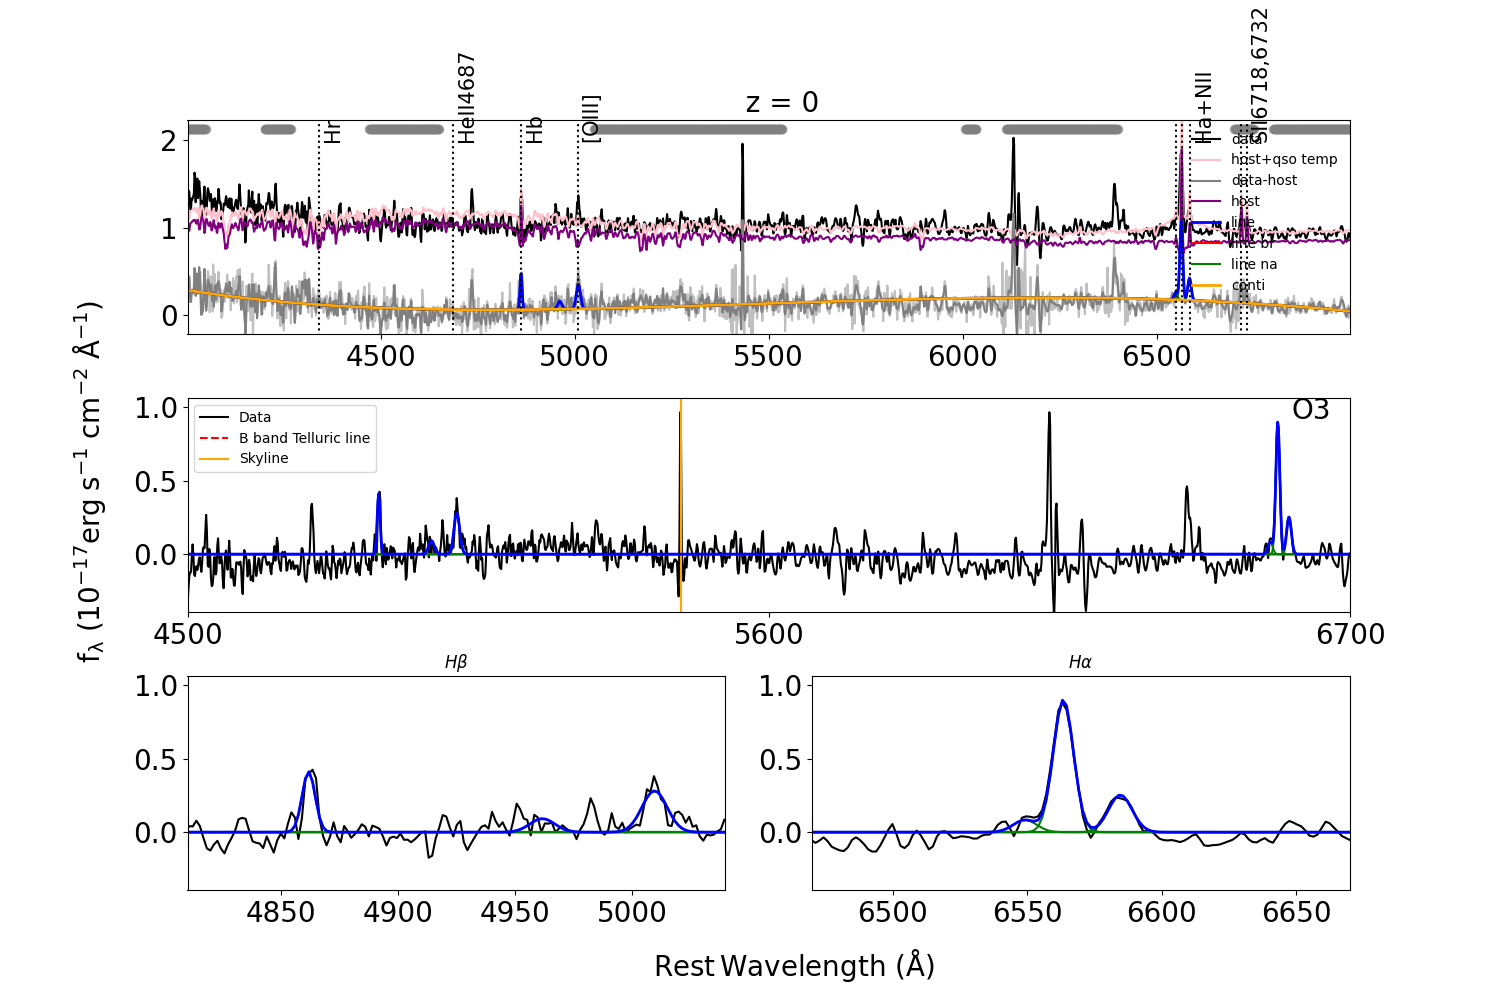 z = 0
Hr
HeII4687
Hb
[OIII]
Ha+NII
SII6718,6732
2
1
0
data
host+qso temp
data-host
host
line
line br
line na
conti
4500 5000 5500 6000 6500
fλ (10⁻¹⁷erg s⁻¹ cm⁻² Å⁻¹)
1.0
0.5
0.0
Data
B band Telluric line
Skyline
O3
4500 5600 6700
Hβ
1.0
0.5
0.0
4850 4900 4950 5000
Hα
1.0
0.5
0.0
6500 6550 6600 6650
Rest Wavelength (Å)